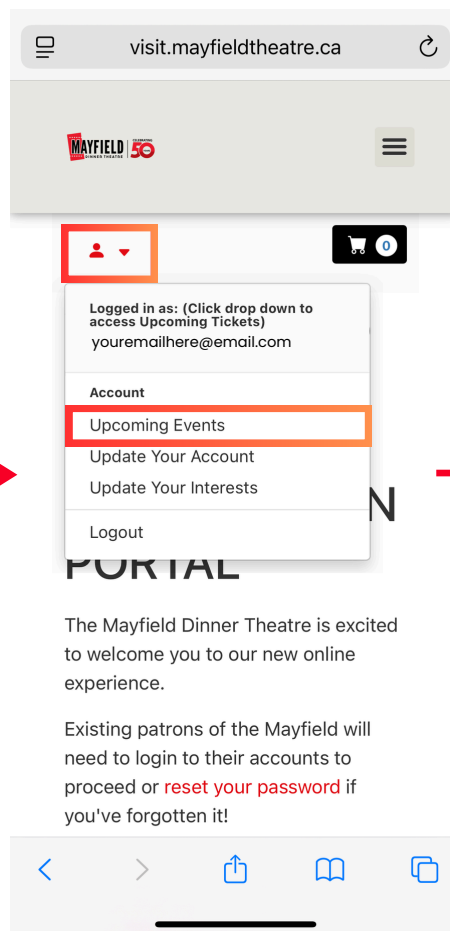 visit.mayfieldtheatre.ca
MAYFIELD
DINNER THEATRE
CELEBRATING
50
0
Logged in as: (Click drop down to
access Upcoming Tickets)
youremailhere@email.com
Account
Upcoming Events
Update Your Account
Update Your Interests
Logout
N
PORTAL
The Mayfield Dinner Theatre is excited
to welcome you to our new online
experience.
Existing patrons of the Mayfield will
need to login to their accounts to
proceed or reset your password if
you've forgotten it!